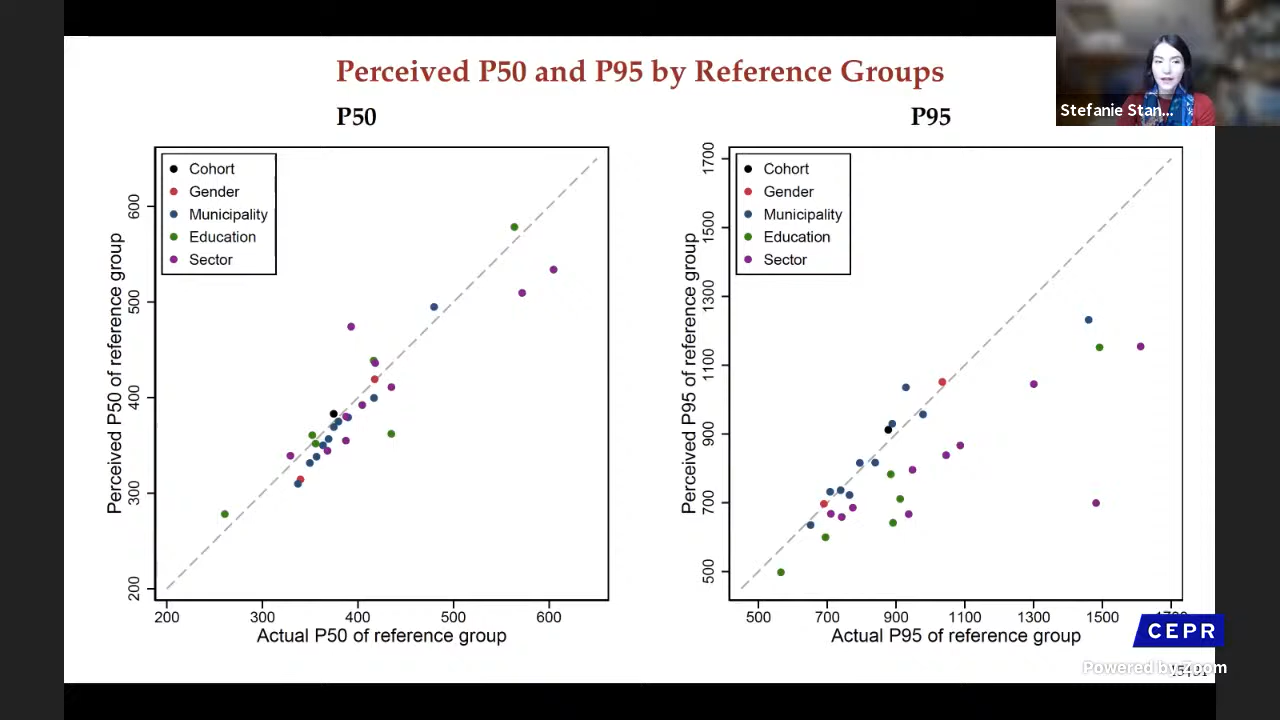 Perceived P50 and P95 by Reference Groups
P50
P95
Stefanie Stan...
Cohort
Gender
Municipality
Education
Sector
Perceived P50 of reference group
600
500
400
300
200
200 300 400 500 600
Actual P50 of reference group
Cohort
Gender
Municipality
Education
Sector
Perceived P95 of reference group
1700
1500
1300
1100
900
700
500
500 700 900 1100 1300 1500 1700
Actual P95 of reference group
CEPR
Powered by Zoom